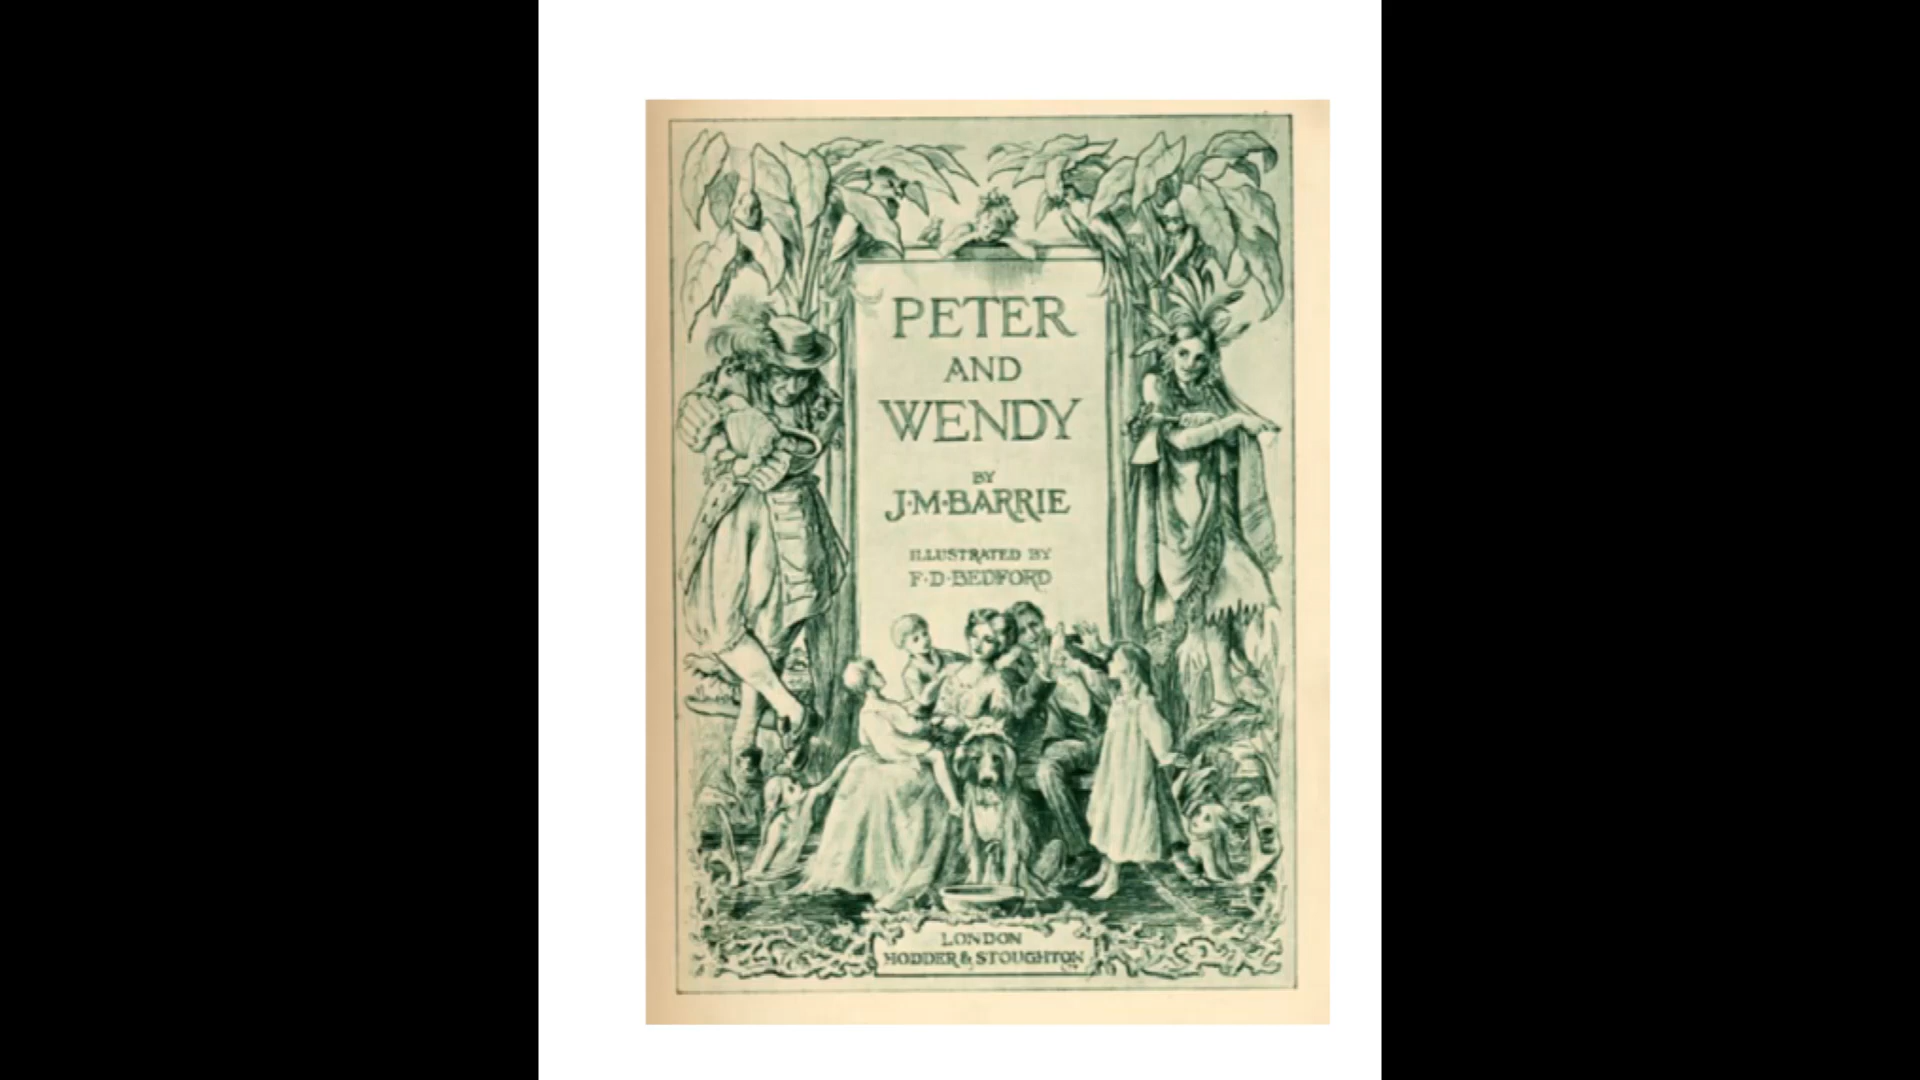 PETER
AND
WENDY
BY
J·M·BARRIE
ILLUSTRATED BY
F·D·BEDFORD
LONDON
HODDER & STOUGHTON